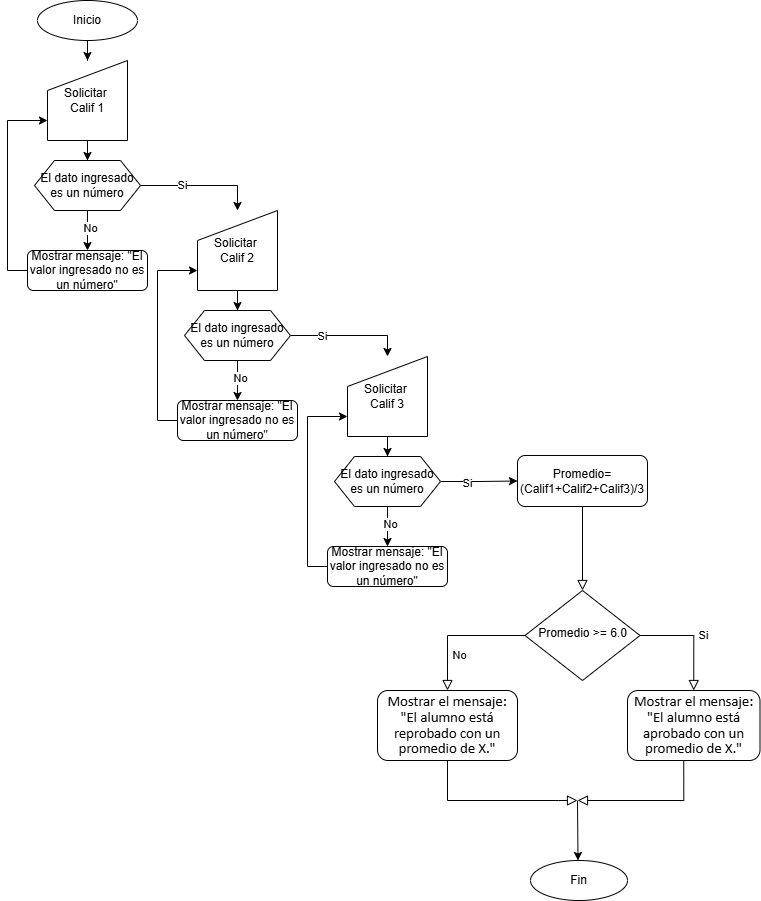 Inicio
Solicitar
Calif 1
El dato ingresado
es un número
Si
No
Mostrar mensaje: "El
valor ingresado no es
un número"
Solicitar
Calif 2
El dato ingresado
es un número
Si
No
Mostrar mensaje: "El
valor ingresado no es
un número"
Solicitar
Calif 3
El dato ingresado
es un número
Si
No
Mostrar mensaje: "El
valor ingresado no es
un número"
Promedio=
(Calif1+Calif2+Calif3)/3
Promedio >= 6.0
No
Si
Mostrar el mensaje:
"El alumno está
reprobado con un
promedio de X."
Mostrar el mensaje:
"El alumno está
aprobado con un
promedio de X."
Fin